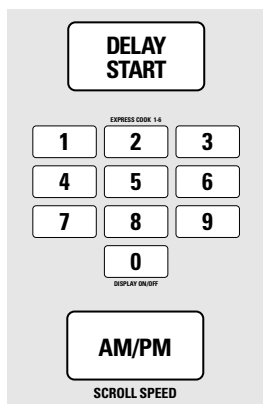 DELAY
START
EXPRESS COOK 1-6
1 2 3
4 5 6
7 8 9
0
DISPLAY ON/OFF
AM/PM
SCROLL SPEED